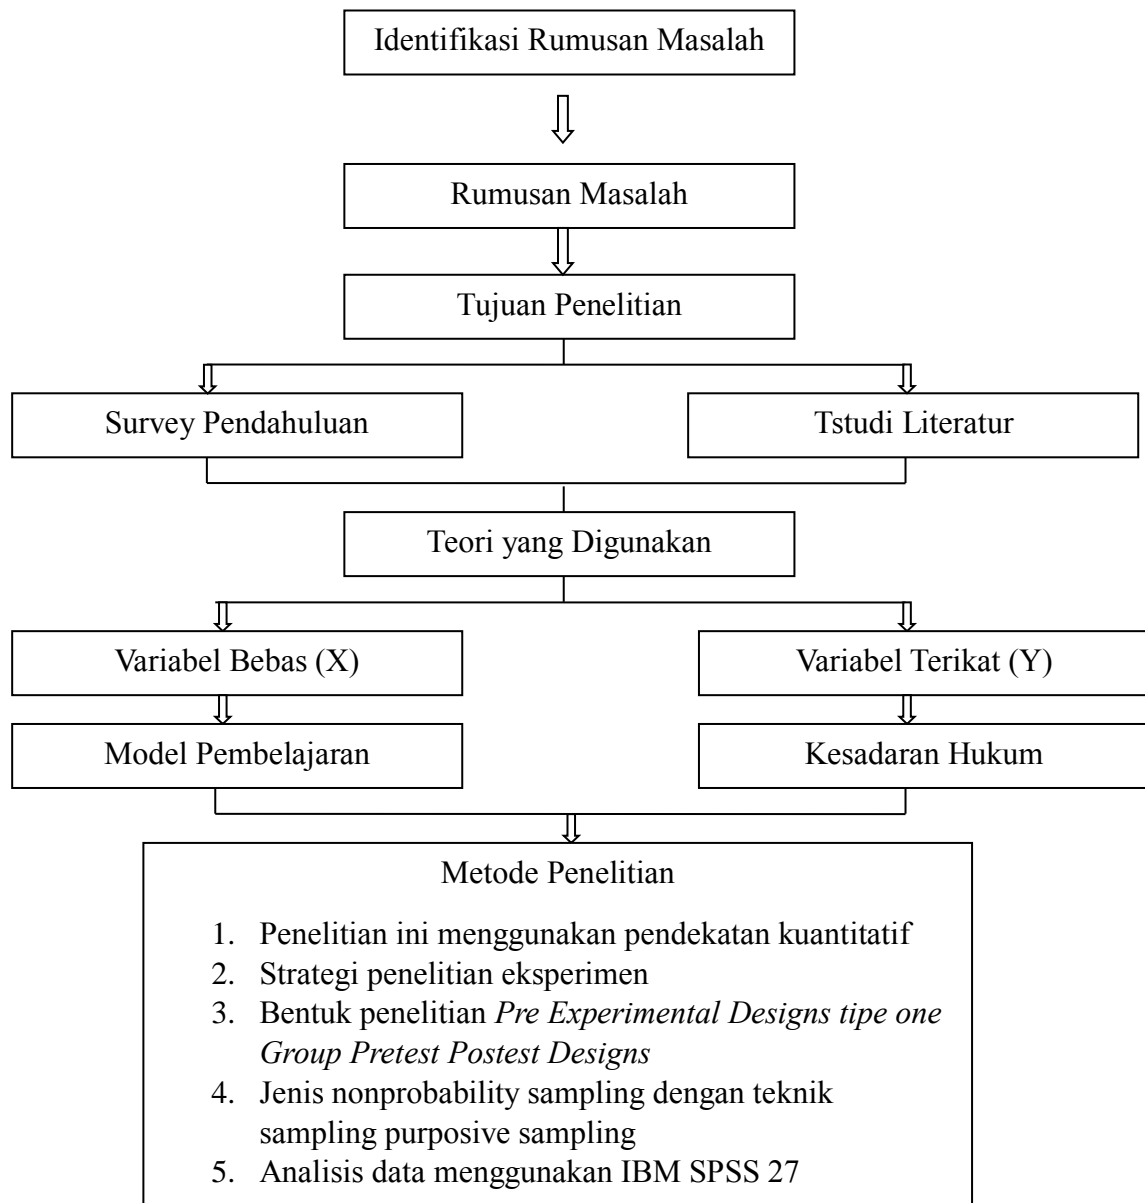 Identifikasi Rumusan Masalah
Rumusan Masalah
Tujuan Penelitian
Survey Pendahuluan
Tstudi Literatur
Teori yang Digunakan
Variabel Bebas (X)
Variabel Terikat (Y)
Model Pembelajaran
Kesadaran Hukum
Metode Penelitian
1. Penelitian ini menggunakan pendekatan kuantitatif
2. Strategi penelitian eksperimen
3. Bentuk penelitian Pre Experimental Designs tipe one
Group Pretest Postest Designs
4. Jenis nonprobability sampling dengan teknik
sampling purposive sampling
5. Analisis data menggunakan IBM SPSS 27